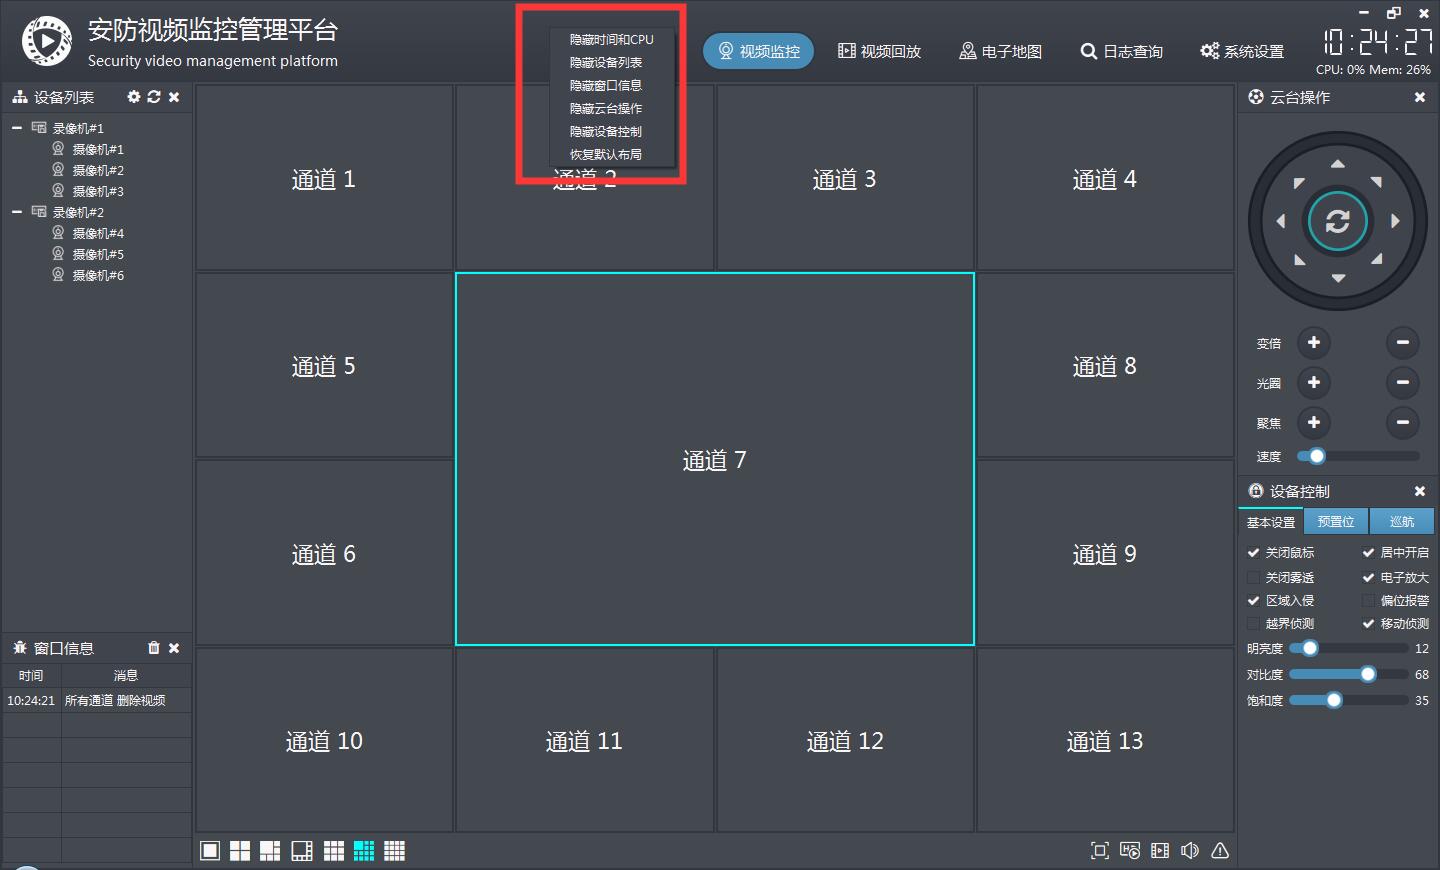 安防视频监控管理平台
Security video management platform
隐藏时间和CPU
隐藏设备列表
隐藏窗口信息
隐藏云台操作
隐藏设备控制
恢复默认布局
视频监控
视频回放
电子地图
日志查询
系统设置
10:24:27
CPU: 0% Mem: 26%
设备列表
录像机#1
摄像机#1
摄像机#2
摄像机#3
录像机#2
摄像机#4
摄像机#5
摄像机#6
窗口信息
时间 消息
10:24:21 所有通道 删除视频
通道 1
通道 2
通道 3
通道 4
通道 5
通道 7
通道 8
通道 6
通道 9
通道 10
通道 11
通道 12
通道 13
云台操作
变倍
光圈
聚焦
速度
设备控制
基本设置 预置位 巡航
关闭鼠标 居中开启
关闭雾透 电子放大
区域入侵 偏位报警
越界侦测 移动侦测
明亮度 12
对比度 68
饱和度 35